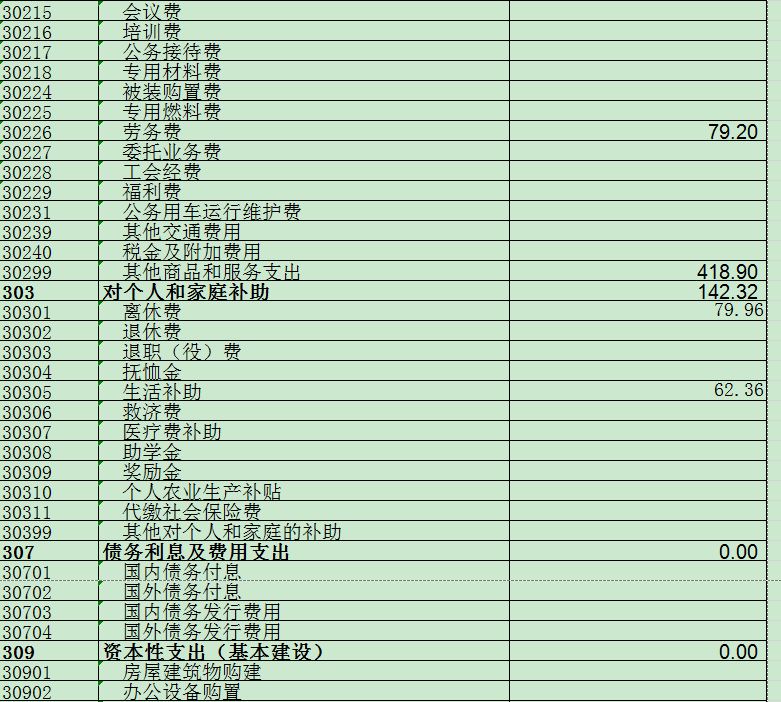 30215 会议费
30216 培训费
30217 公务接待费
30218 专用材料费
30224 被装购置费
30225 专用燃料费
30226 劳务费 79.20
30227 委托业务费
30228 工会经费
30229 福利费
30231 公务用车运行维护费
30239 其他交通费用
30240 税金及附加费用
30299 其他商品和服务支出 418.90
303 对个人和家庭补助 142.32
30301 离休费 79.96
30302 退休费
30303 退职（役）费
30304 抚恤金
30305 生活补助 62.36
30306 救济费
30307 医疗费补助
30308 助学金
30309 奖励金
30310 个人农业生产补贴
30311 代缴社会保险费
30399 其他对个人和家庭的补助
307 债务利息及费用支出 0.00
30701 国内债务付息
30702 国外债务付息
30703 国内债务发行费用
30704 国外债务发行费用
309 资本性支出（基本建设） 0.00
30901 房屋建筑物购建
30902 办公设备购置